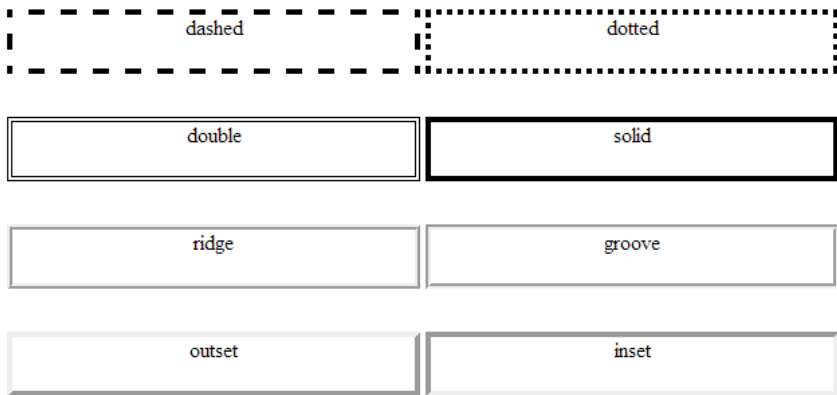 dashed dotted
double solid
ridge groove
outset inset